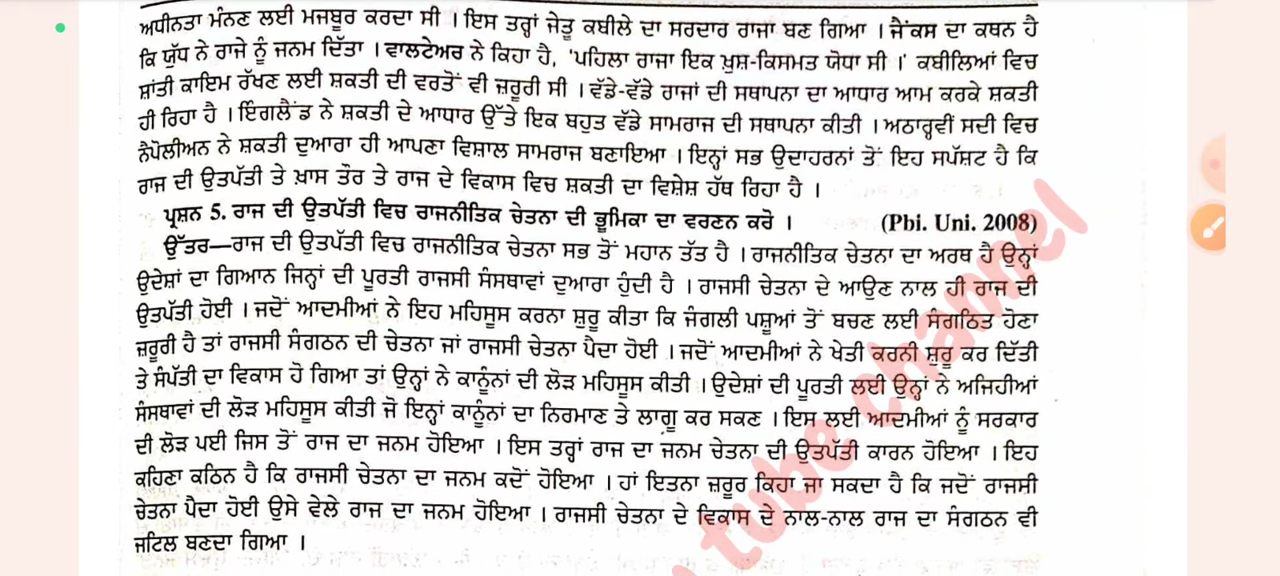 ਅਧੀਨਤਾ ਮੰਨਣ ਲਈ ਮਜਬੂਰ ਕਰਦਾ ਸੀ । ਇਸ ਤਰ੍ਹਾਂ ਜੇਤੂ ਕਬੀਲੇ ਦਾ ਸਰਦਾਰ ਰਾਜਾ ਬਣ ਗਿਆ । ਜੈਂਕਸ ਦਾ ਕਥਨ ਹੈ
ਕਿ ਯੁੱਧ ਨੇ ਰਾਜੇ ਨੂੰ ਜਨਮ ਦਿੱਤਾ । ਵਾਲਟੇਅਰ ਨੇ ਕਿਹਾ ਹੈ, 'ਪਹਿਲਾ ਰਾਜਾ ਇਕ ਖੁਸ਼-ਕਿਸਮਤ ਯੋਧਾ ਸੀ ।' ਕਬੀਲਿਆਂ ਵਿਚ
ਸ਼ਾਂਤੀ ਕਾਇਮ ਰੱਖਣ ਲਈ ਸ਼ਕਤੀ ਦੀ ਵਰਤੋਂ ਵੀ ਜ਼ਰੂਰੀ ਸੀ । ਵੱਡੇ-ਵੱਡੇ ਰਾਜਾਂ ਦੀ ਸਥਾਪਨਾ ਦਾ ਆਧਾਰ ਆਮ ਕਰਕੇ ਸ਼ਕਤੀ
ਹੀ ਰਿਹਾ ਹੈ । ਇੰਗਲੈਂਡ ਨੇ ਸ਼ਕਤੀ ਦੇ ਆਧਾਰ ਉੱਤੇ ਇਕ ਬਹੁਤ ਵੱਡੇ ਸਾਮਰਾਜ ਦੀ ਸਥਾਪਨਾ ਕੀਤੀ । ਅਠਾਰ੍ਹਵੀਂ ਸਦੀ ਵਿਚ
ਨੈਪੋਲੀਅਨ ਨੇ ਸ਼ਕਤੀ ਦੁਆਰਾ ਹੀ ਆਪਣਾ ਵਿਸ਼ਾਲ ਸਾਮਰਾਜ ਬਣਾਇਆ । ਇਨ੍ਹਾਂ ਸਭ ਉਦਾਹਰਨਾਂ ਤੋਂ ਇਹ ਸਪੱਸ਼ਟ ਹੈ ਕਿ
ਰਾਜ ਦੀ ਉਤਪੱਤੀ ਤੇ ਖ਼ਾਸ ਤੌਰ ਤੇ ਰਾਜ ਦੇ ਵਿਕਾਸ ਵਿਚ ਸ਼ਕਤੀ ਦਾ ਵਿਸ਼ੇਸ਼ ਹੱਥ ਰਿਹਾ ਹੈ ।
ਪ੍ਰਸ਼ਨ 5. ਰਾਜ ਦੀ ਉਤਪੱਤੀ ਵਿਚ ਰਾਜਨੀਤਿਕ ਚੇਤਨਾ ਦੀ ਭੂਮਿਕਾ ਦਾ ਵਰਣਨ ਕਰੋ । (Pbi. Uni. 2008)
ਉੱਤਰ—ਰਾਜ ਦੀ ਉਤਪੱਤੀ ਵਿਚ ਰਾਜਨੀਤਿਕ ਚੇਤਨਾ ਸਭ ਤੋਂ ਮਹਾਨ ਤੱਤ ਹੈ । ਰਾਜਨੀਤਿਕ ਚੇਤਨਾ ਦਾ ਅਰਥ ਹੈ ਉਨ੍ਹਾਂ
ਉਦੇਸ਼ਾਂ ਦਾ ਗਿਆਨ ਜਿਨ੍ਹਾਂ ਦੀ ਪੂਰਤੀ ਰਾਜਸੀ ਸੰਸਥਾਵਾਂ ਦੁਆਰਾ ਹੁੰਦੀ ਹੈ । ਰਾਜਸੀ ਚੇਤਨਾ ਦੇ ਆਉਣ ਨਾਲ ਹੀ ਰਾਜ ਦੀ
ਉਤਪੱਤੀ ਹੋਈ । ਜਦੋਂ ਆਦਮੀਆਂ ਨੇ ਇਹ ਮਹਿਸੂਸ ਕਰਨਾ ਸ਼ੁਰੂ ਕੀਤਾ ਕਿ ਜੰਗਲੀ ਪਸ਼ੂਆਂ ਤੋਂ ਬਚਣ ਲਈ ਸੰਗਠਿਤ ਹੋਣਾ
ਜ਼ਰੂਰੀ ਹੈ ਤਾਂ ਰਾਜਸੀ ਸੰਗਠਨ ਦੀ ਚੇਤਨਾ ਜਾਂ ਰਾਜਸੀ ਚੇਤਨਾ ਪੈਦਾ ਹੋਈ । ਜਦੋਂ ਆਦਮੀਆਂ ਨੇ ਖੇਤੀ ਕਰਨੀ ਸ਼ੁਰੂ ਕਰ ਦਿੱਤੀ
ਤੇ ਸੰਪੱਤੀ ਦਾ ਵਿਕਾਸ ਹੋ ਗਿਆ ਤਾਂ ਉਨ੍ਹਾਂ ਨੇ ਕਾਨੂੰਨਾਂ ਦੀ ਲੋੜ ਮਹਿਸੂਸ ਕੀਤੀ । ਉਦੇਸ਼ਾਂ ਦੀ ਪੂਰਤੀ ਲਈ ਉਨ੍ਹਾਂ ਨੇ ਅਜਿਹੀਆਂ
ਸੰਸਥਾਵਾਂ ਦੀ ਲੋੜ ਮਹਿਸੂਸ ਕੀਤੀ ਜੋ ਇਨ੍ਹਾਂ ਕਾਨੂੰਨਾਂ ਦਾ ਨਿਰਮਾਣ ਤੇ ਲਾਗੂ ਕਰ ਸਕਣ । ਇਸ ਲਈ ਆਦਮੀਆਂ ਨੂੰ ਸਰਕਾਰ
ਦੀ ਲੋੜ ਪਈ ਜਿਸ ਤੋਂ ਰਾਜ ਦਾ ਜਨਮ ਹੋਇਆ । ਇਸ ਤਰ੍ਹਾਂ ਰਾਜ ਦਾ ਜਨਮ ਚੇਤਨਾ ਦੀ ਉਤਪੱਤੀ ਕਾਰਨ ਹੋਇਆ । ਇਹ
ਕਹਿਣਾ ਕਠਿਨ ਹੈ ਕਿ ਰਾਜਸੀ ਚੇਤਨਾ ਦਾ ਜਨਮ ਕਦੋਂ ਹੋਇਆ । ਹਾਂ ਇਤਨਾ ਜ਼ਰੂਰ ਕਿਹਾ ਜਾ ਸਕਦਾ ਹੈ ਕਿ ਜਦੋਂ ਰਾਜਸੀ
ਚੇਤਨਾ ਪੈਦਾ ਹੋਈ ਉਸੇ ਵੇਲੇ ਰਾਜ ਦਾ ਜਨਮ ਹੋਇਆ । ਰਾਜਸੀ ਚੇਤਨਾ ਦੇ ਵਿਕਾਸ ਦੇ ਨਾਲ-ਨਾਲ ਰਾਜ ਦਾ ਸੰਗਠਨ ਵੀ
ਜਟਿਲ ਬਣਦਾ ਗਿਆ ।
tube channel